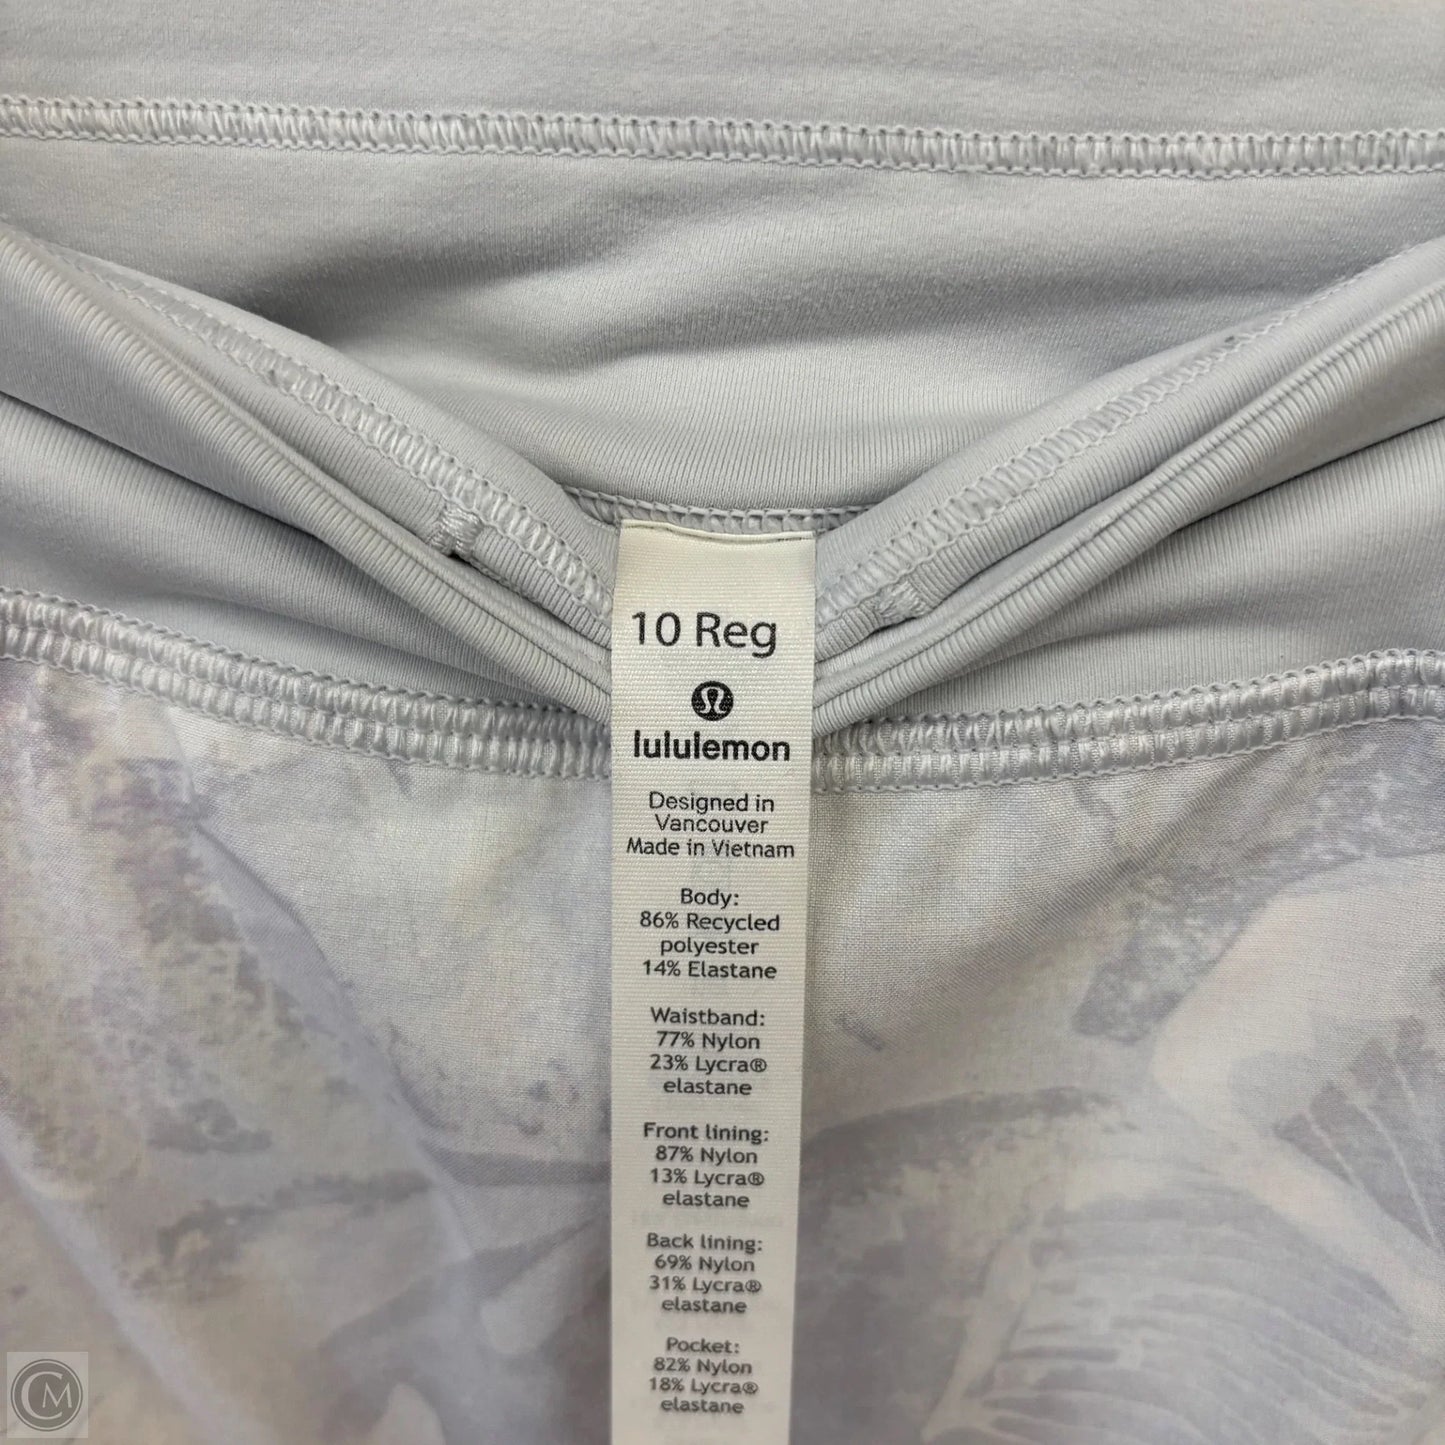 10 Reg
lululemon
Designed in
Vancouver
Made in Vietnam
Body:
86% Recycled
polyester
14% Elastane
Waistband:
77% Nylon
23% Lycra®
elastane
Front lining:
87% Nylon
13% Lycra®
elastane
Back lining:
69% Nylon
31% Lycra®
elastane
Pocket:
82% Nylon
18% Lycra®
elastane
CM